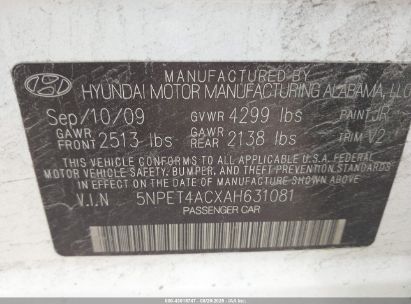 MANUFACTURED BY
HYUNDAI MOTOR MANUFACTURING ALABAMA, LLC
Sep/10/09 GVWR 4299 lbs PAINT JR
GAWR FRONT 2513 lbs GAWR REAR 2138 lbs TRIM V2
THIS VEHICLE CONFORMS TO ALL APPLICABLE U.S.A. FEDERAL
MOTOR VEHICLE SAFETY, BUMPER, AND THEFT PREVENTION STANDARDS
IN EFFECT ON THE DATE OF MANUFACTURE SHOWN ABOVE.
V.I.N 5NPET4ACXAH631081
PASSENGER CAR